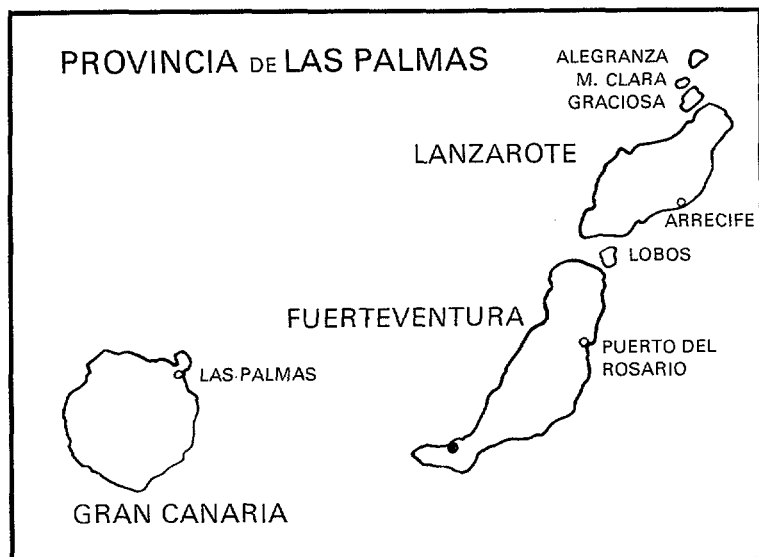 PROVINCIA DE LAS PALMAS
ALEGRANZA
M. CLARA
GRACIOSA
LANZAROTE
ARRECIFE
LOBOS
FUERTEVENTURA
PUERTO DEL
ROSARIO
LAS PALMAS
GRAN CANARIA